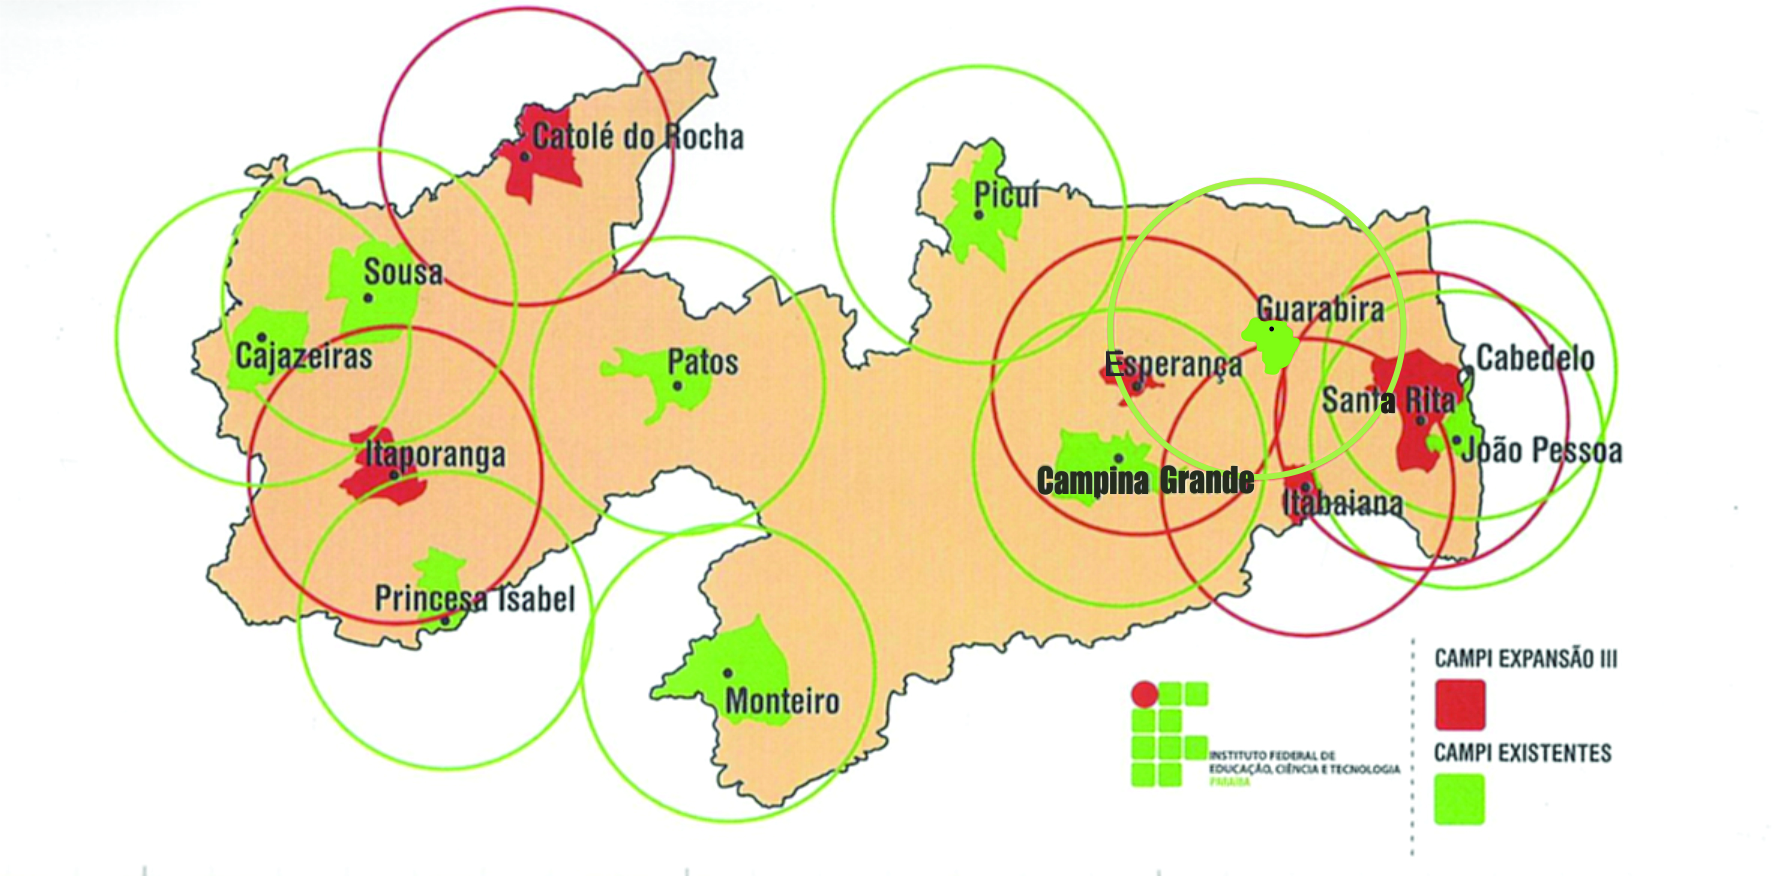 Catolé do Rocha
Picuí
Sousa
Guarabira
Cajazeiras
Patos
Esperança
Cabedelo
Santa Rita
Itaporanga
João Pessoa
Campina Grande
Itabaiana
Princesa Isabel
Monteiro
CAMPI EXPANSÃO III
CAMPI EXISTENTES
INSTITUTO FEDERAL DE
EDUCAÇÃO, CIÊNCIA E TECNOLOGIA
PARAÍBA